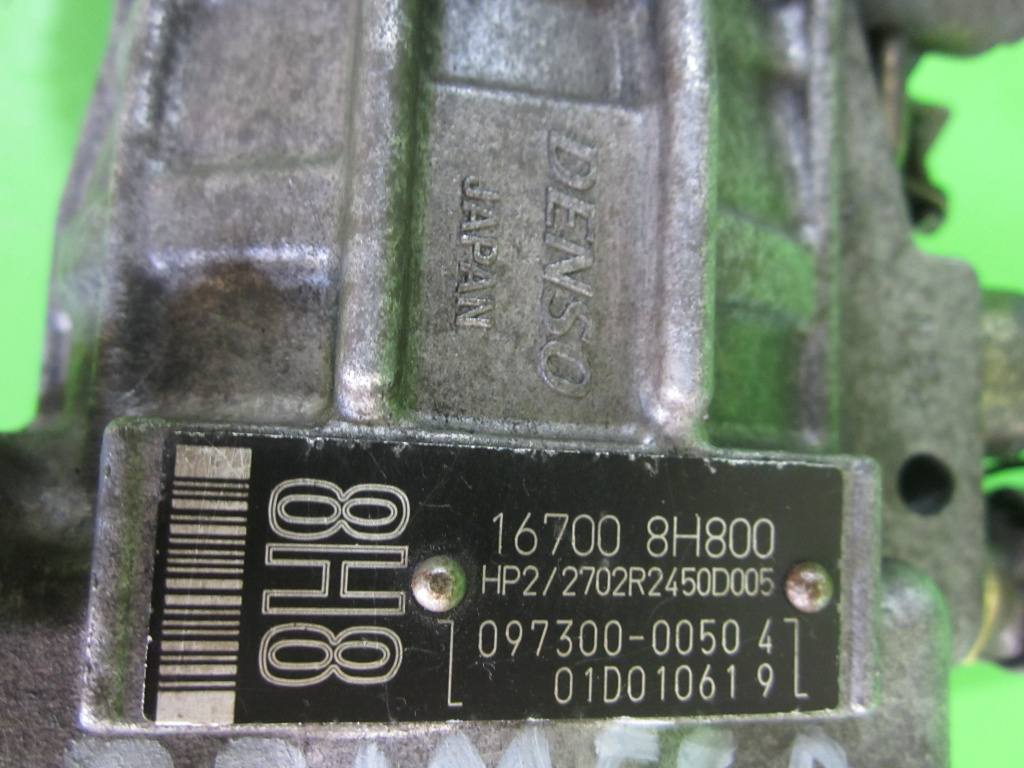 DENSO
JAPAN
8H8
16700 8H800
HP2/2702R2450D005
097300-0050 4
01D01061 9